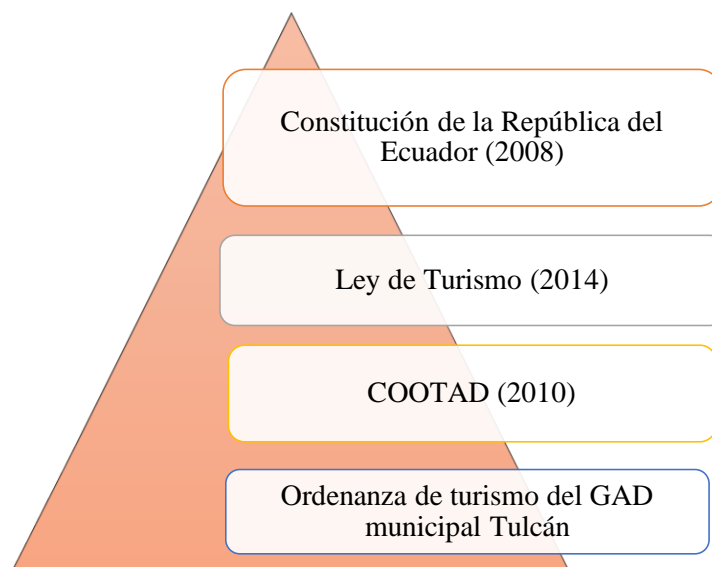 Constitución de la República del
Ecuador (2008)
Ley de Turismo (2014)
COOTAD (2010)
Ordenanza de turismo del GAD
municipal Tulcán